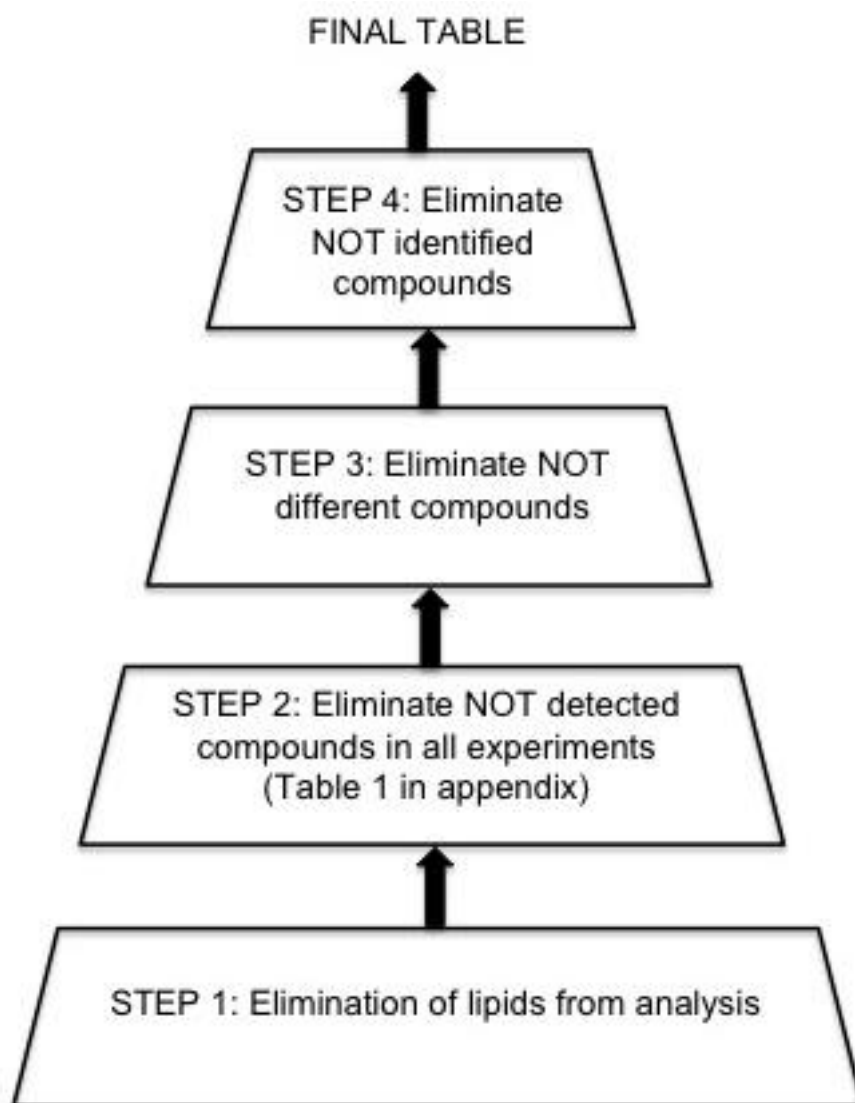 FINAL TABLE
STEP 4: Eliminate
NOT identified
compounds
STEP 3: Eliminate NOT
different compounds
STEP 2: Eliminate NOT detected
compounds in all experiments
(Table 1 in appendix)
STEP 1: Elimination of lipids from analysis